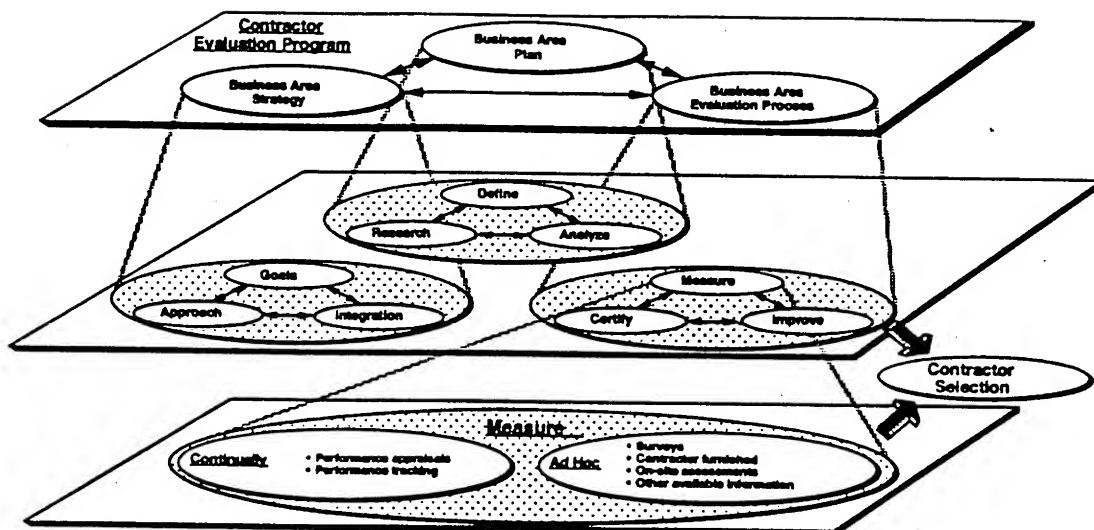 Contractor
Evaluation Program
Business Area
Plan
Business Area
Strategy
Business Area
Evaluation Process
Define
Research
Analyze
Goals
Approach
Integration
Measure
Certify
Improve
Contractor
Selection
Measure
Continually
• Performance appraisals
• Performance tracking
Ad Hoc
• Surveys
• Contractor furnished
• On-site assessments
• Other available information